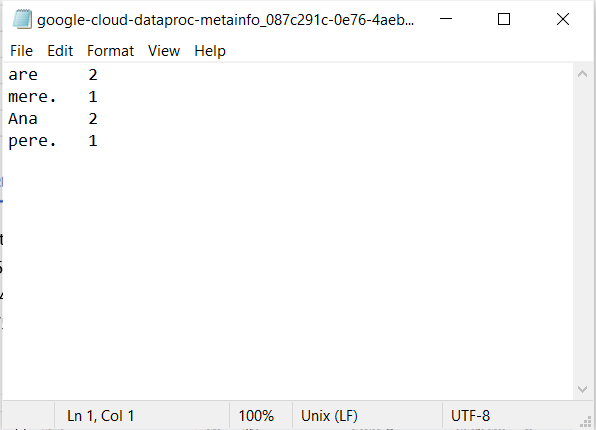 google-cloud-dataproc-metainfo_087c291c-0e76-4aeb...
File Edit Format View Help
are 2
mere. 1
Ana 2
pere. 1
Ln 1, Col 1 100% Unix (LF) UTF-8